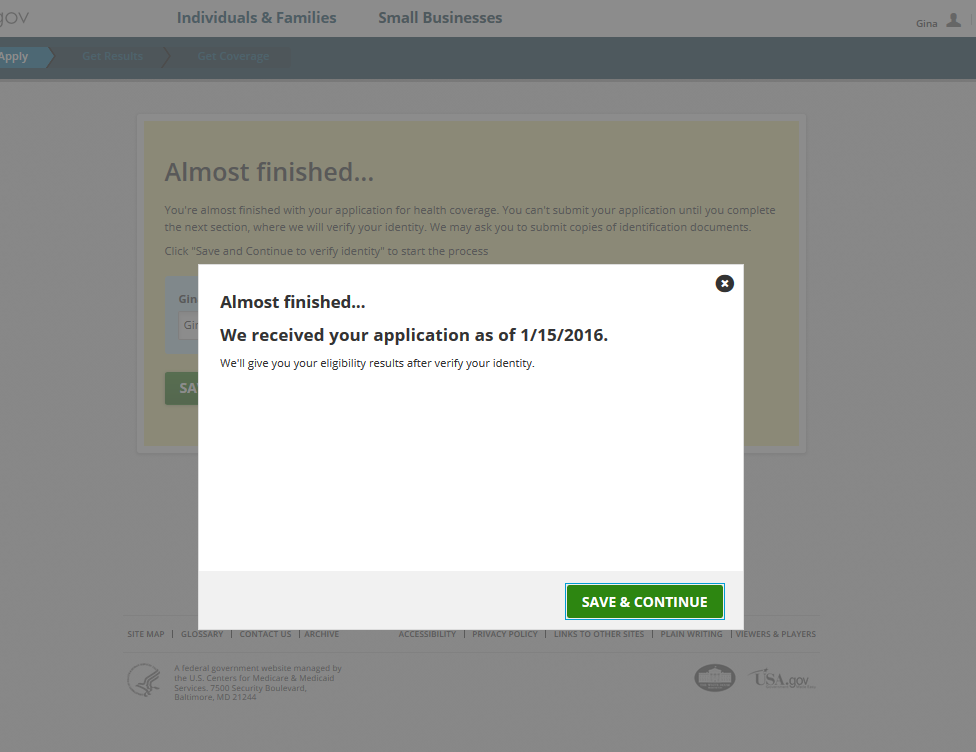 gov
Individuals & Families
Small Businesses
Gina
Apply
Get Results
Get Coverage
Almost finished...
You're almost finished with your application for health coverage. You can't submit your application until you complete
the next section, where we will verify your identity. We may ask you to submit copies of identification documents.
Click "Save and Continue to verify identity" to start the process
Gin
Gin
SA
Almost finished...
We received your application as of 1/15/2016.
We'll give you your eligibility results after verify your identity.
SAVE & CONTINUE
SITE MAP | GLOSSARY | CONTACT US | ARCHIVE
ACCESSIBILITY | PRIVACY POLICY | LINKS TO OTHER SITES | PLAIN WRITING | VIEWERS & PLAYERS
A federal government website managed by
the U.S. Centers for Medicare & Medicaid
Services. 7500 Security Boulevard,
Baltimore, MD 21244
USA.gov